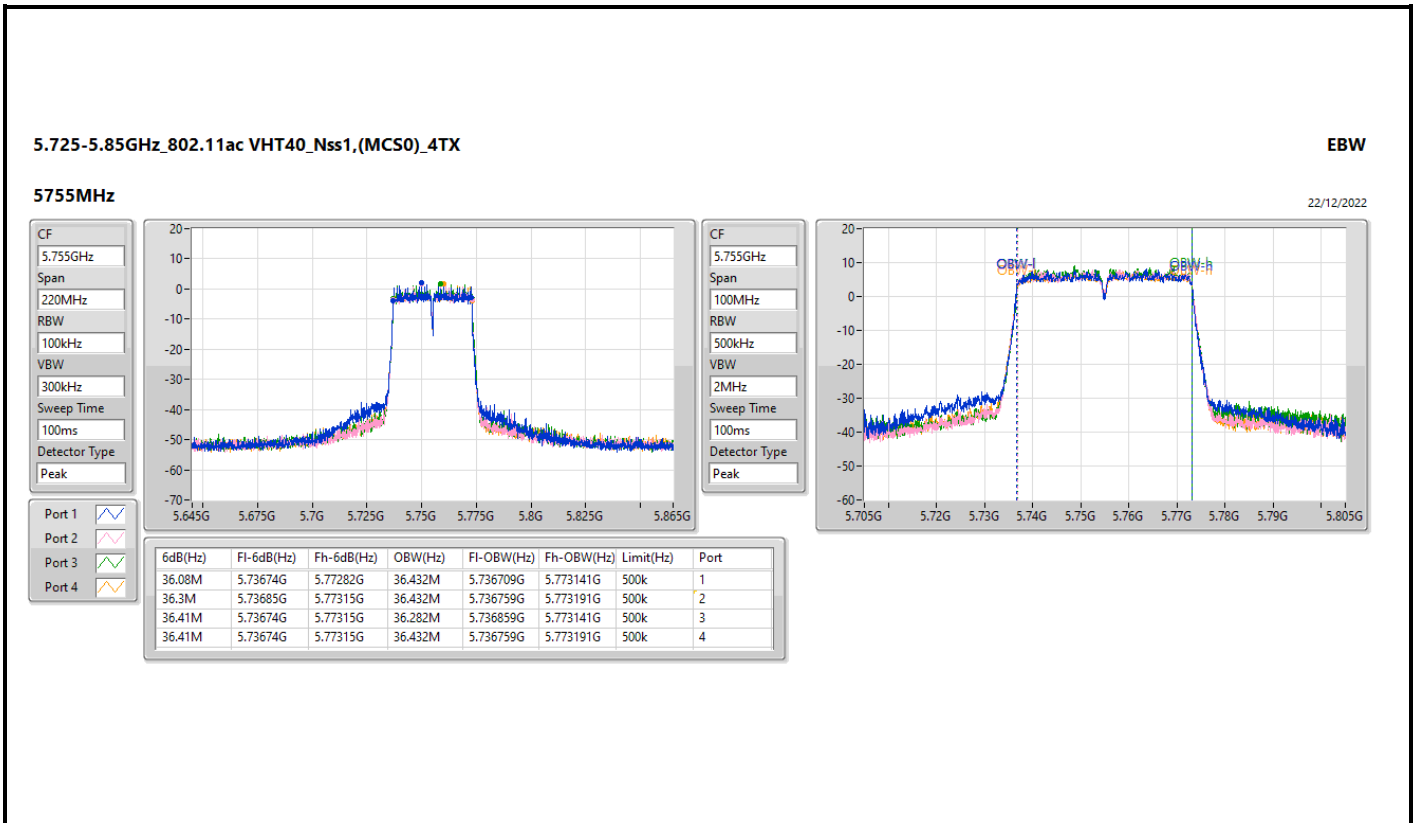 5.725-5.85GHz_802.11ac VHT40_Nss1,(MCS0)_4TX
EBW
5755MHz
22/12/2022
CF
5.755GHz
Span
220MHz
RBW
100kHz
VBW
300kHz
Sweep Time
100ms
Detector Type
Peak
20
10
0
-10
-20
-30
-40
-50
-60
-70
5.645G 5.675G 5.7G 5.725G 5.75G 5.775G 5.8G 5.825G 5.865G
CF
5.755GHz
Span
100MHz
RBW
500kHz
VBW
2MHz
Sweep Time
100ms
Detector Type
Peak
20
10
0
-10
-20
-30
-40
-50
-60
OBW-l
OBW-h
5.705G 5.72G 5.73G 5.74G 5.75G 5.76G 5.77G 5.78G 5.79G 5.805G
Port 1
Port 2
Port 3
Port 4
6dB(Hz) Fl-6dB(Hz) Fh-6dB(Hz) OBW(Hz) Fl-OBW(Hz) Fh-OBW(Hz) Limit(Hz) Port
36.08M 5.73674G 5.77282G 36.432M 5.736709G 5.773141G 500k 1
36.3M 5.73685G 5.77315G 36.432M 5.736759G 5.773191G 500k 2
36.41M 5.73674G 5.77315G 36.282M 5.736859G 5.773141G 500k 3
36.41M 5.73674G 5.77315G 36.432M 5.736759G 5.773191G 500k 4